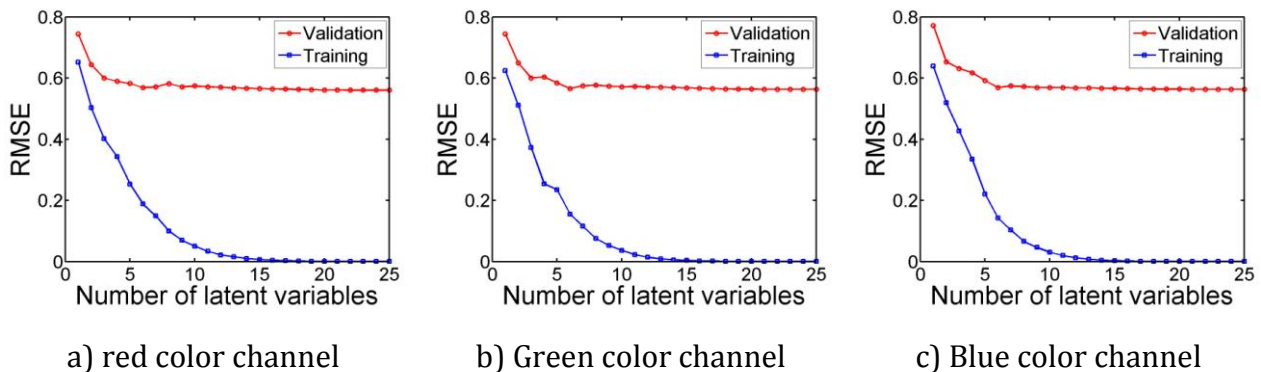 0.8
0.6
0.4
0.2
0
RMSE
Validation
Training
0 5 10 15 20 25
Number of latent variables
a) red color channel
0.8
0.6
0.4
0.2
0
RMSE
Validation
Training
0 5 10 15 20 25
Number of latent variables
b) Green color channel
0.8
0.6
0.4
0.2
0
RMSE
Validation
Training
0 5 10 15 20 25
Number of latent variables
c) Blue color channel